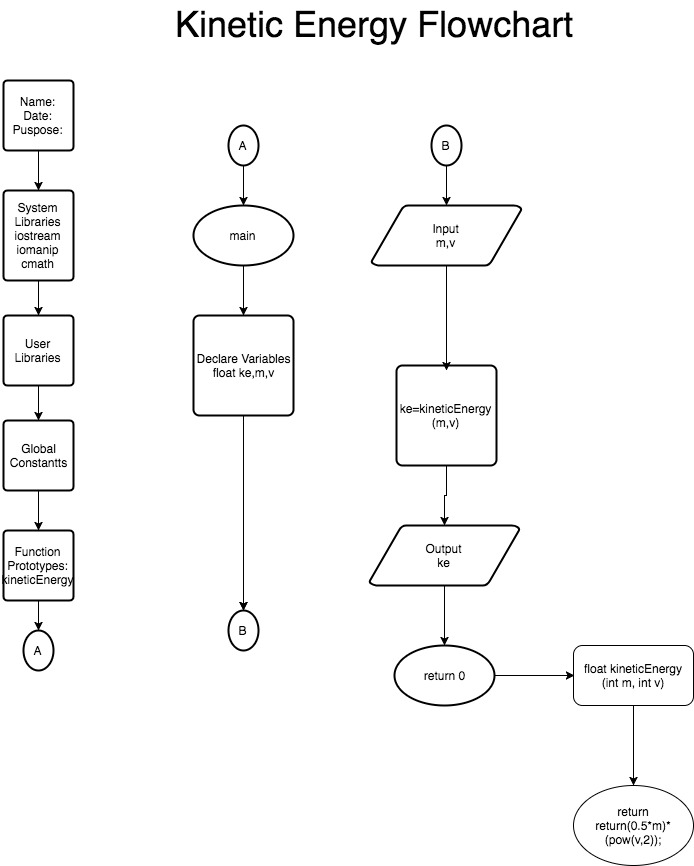 Kinetic Energy Flowchart
Name:
Date:
Puspose:
System
Libraries
iostream
iomanip
cmath
User
Libraries
Global
Constantts
Function
Prototypes:
kineticEnergy
A
A
main
Declare Variables
float ke,m,v
B
B
Input
m,v
ke=kineticEnergy
(m,v)
Output
ke
return 0
float kineticEnergy
(int m, int v)
return
return(0.5*m)*
(pow(v,2));